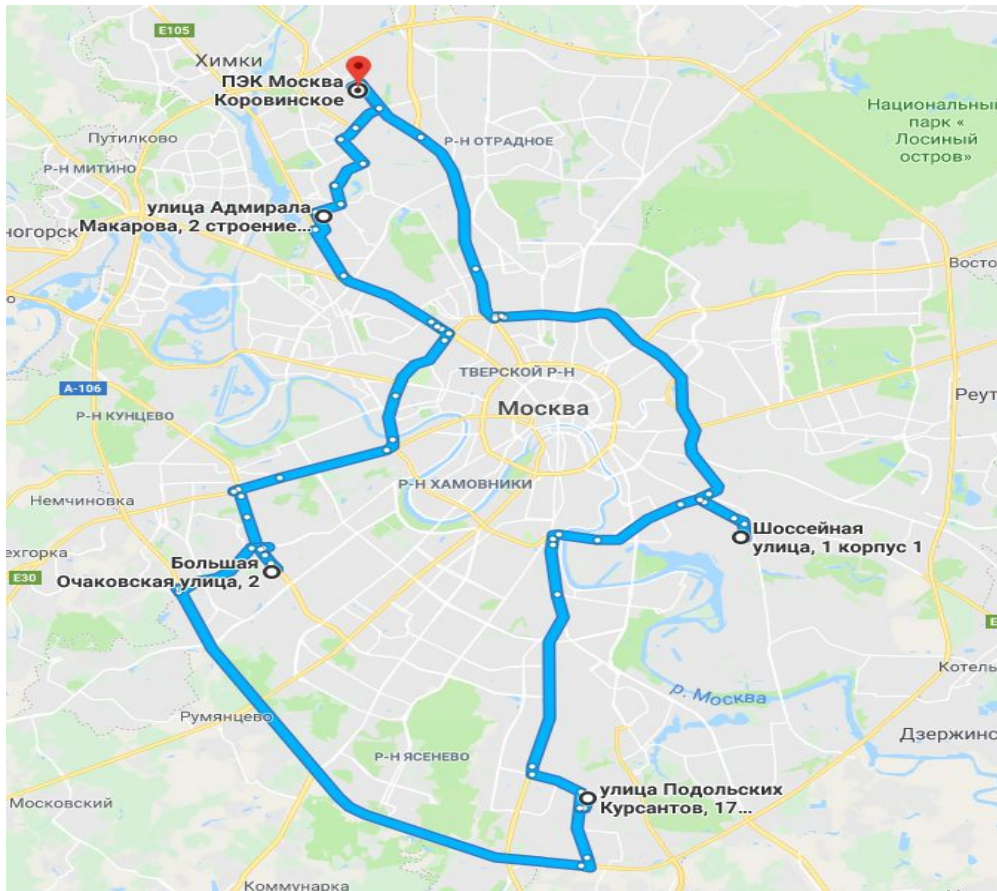 E105
Химки
ПЭК Москва
Коровинское
Национальный
парк «
Лосиный
остров»
Путилково
Р-Н ОТРАДНОЕ
Р-Н МИТИНО
улица Адмирала
Макарова, 2 строение...
ногорск
Восто
ТВЕРСКОЙ Р-Н
А-106
Реут
Москва
Р-Н КУНЦЕВО
Р-Н ХАМОВНИКИ
Немчиновка
Шоссейная
улица, 1 корпус 1
ехгорка
Большая
Очаковская улица, 2
E30
E
Котель
р. Москва
Румянцево
Дзержинс
Р-Н ЯСЕНЕВО
улица Подольских
Курсантов, 17...
Московский
Коммунарка